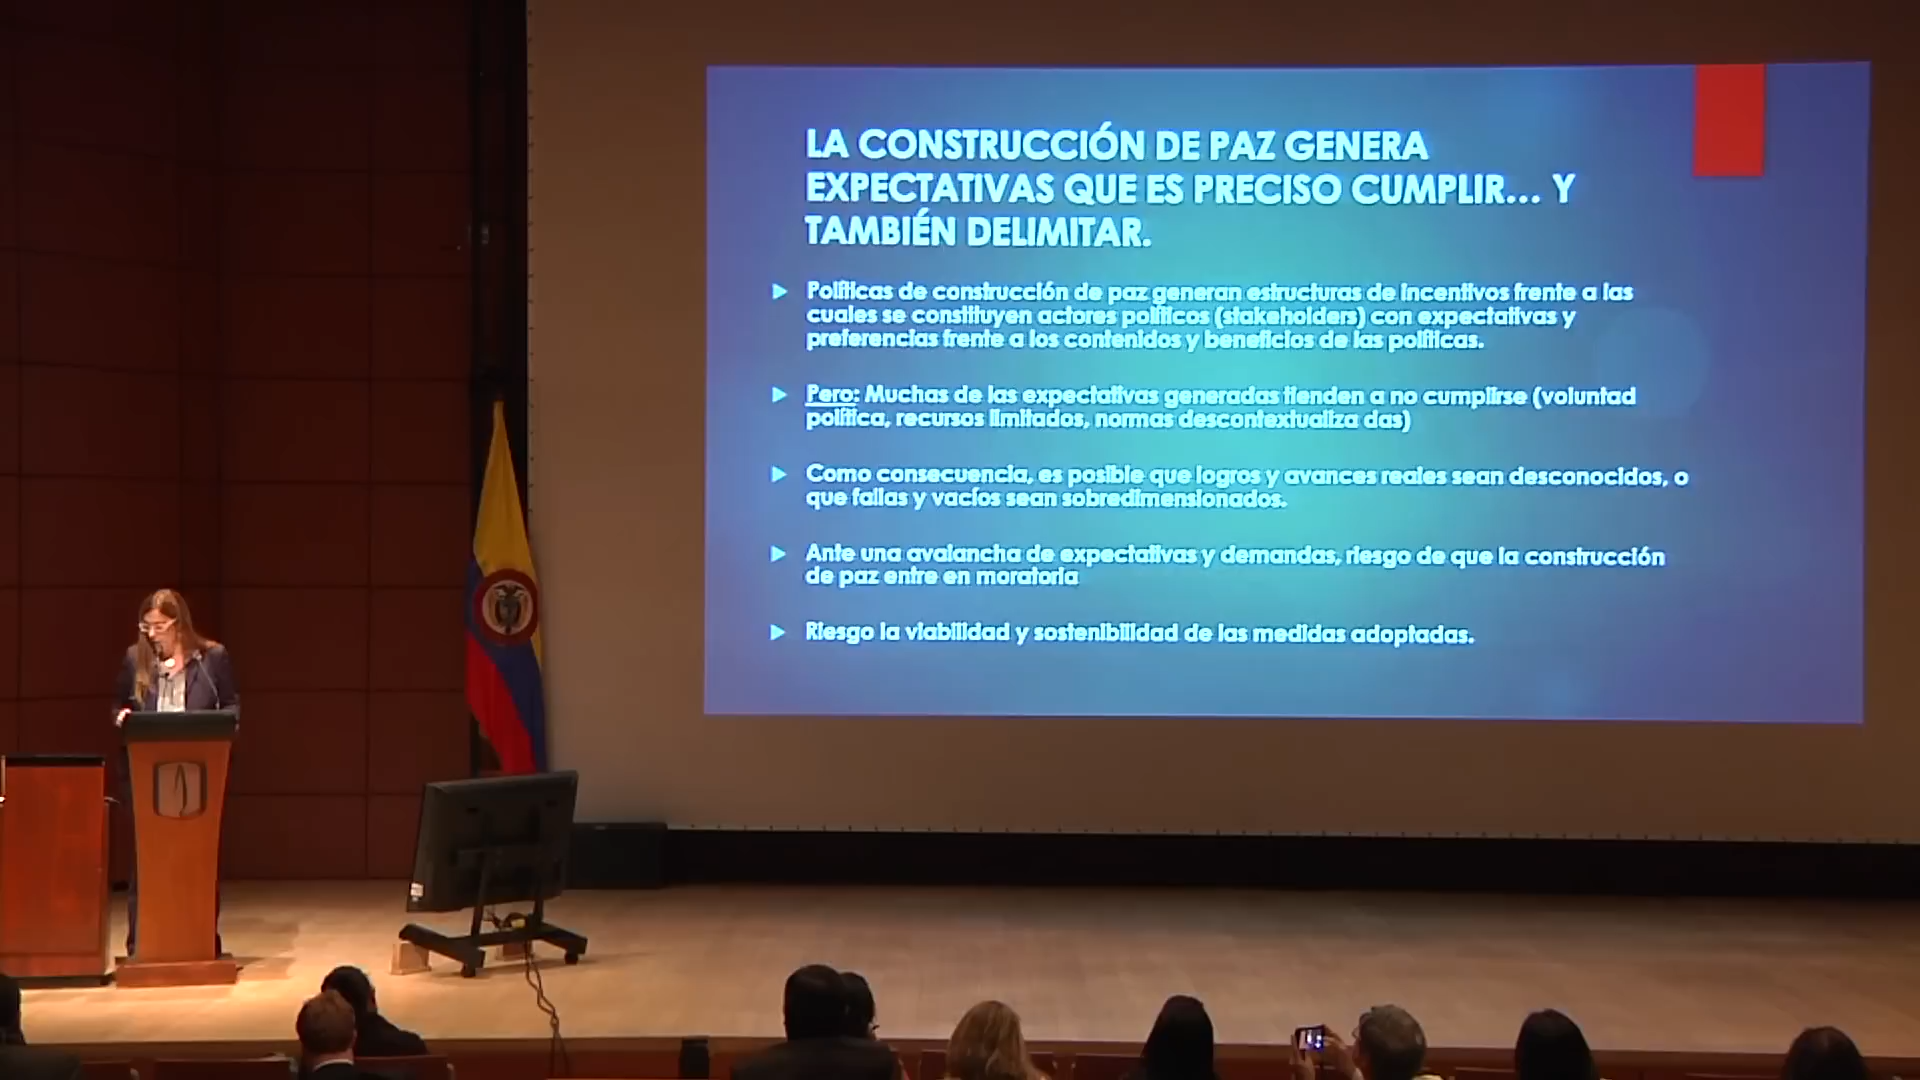 LA CONSTRUCCIÓN DE PAZ GENERA
EXPECTATIVAS QUE ES PRECISO CUMPLIR... Y
TAMBIÉN DELIMITAR.
Políticas de construcción de paz generan estructuras de incentivos frente a las
cuales se constituyen actores políticos (stakeholders) con expectativas y
preferencias frente a los contenidos y beneficios de las políticas.
Pero: Muchas de las expectativas generadas tienden a no cumplirse (voluntad
política, recursos limitados, normas descontextualiza das)
Como consecuencia, es posible que logros y avances reales sean desconocidos, o
que fallas y vacíos sean sobredimensionados.
Ante una avalancha de expectativas y demandas, riesgo de que la construcción
de paz entre en moratoria
Riesgo la viabilidad y sostenibilidad de las medidas adoptadas.